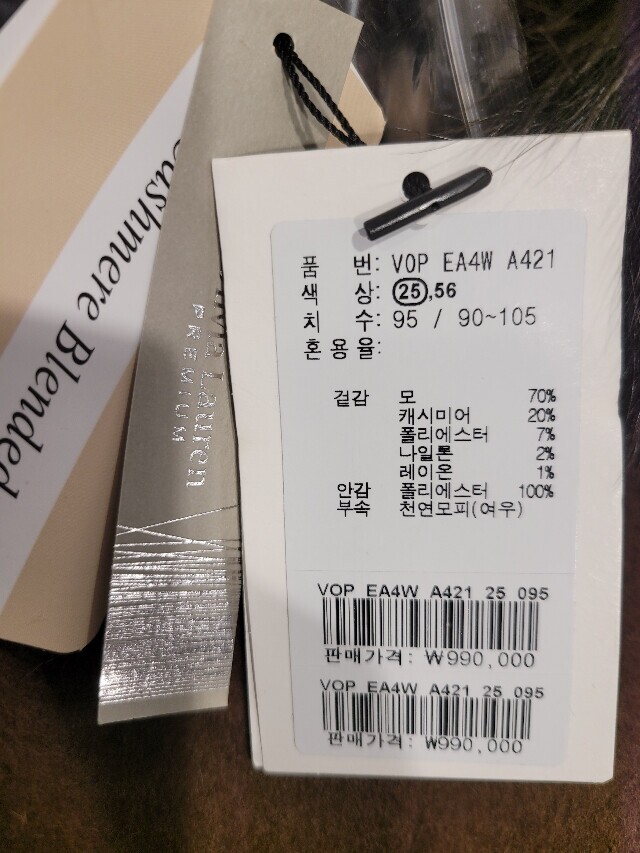 Cashmere Blended
Lauren
PREMIUM
품 번: VOP EA4W A421
색 상: 25,56
치 수: 95 / 90~105
혼용율:
겉감 모 70%
캐시미어 20%
폴리에스터 7%
나일론 2%
레이온 1%
안감 폴리에스터 100%
부속 천연모피(여우)
VOP EA4W A421 25 095
판매가격: ₩990,000
VOP EA4W A421 25 095
판매가격: ₩990,000